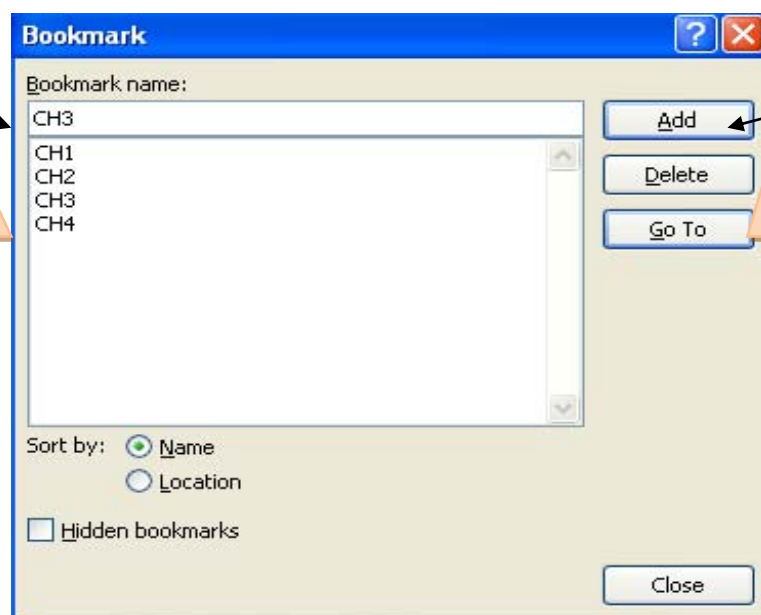 Bookmark
Bookmark name:
CH3
Add
CH1
CH2
CH3
CH4
Delete
Go To
Sort by: Name
Location
Hidden bookmarks
Close